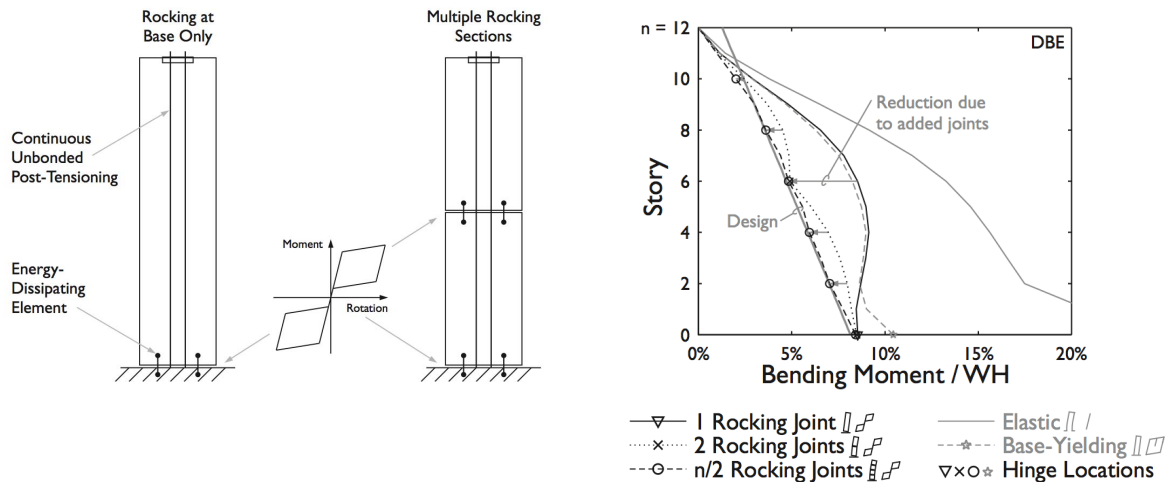 Rocking at
Base Only
Multiple Rocking
Sections
Continuous
Unbonded
Post-Tensioning
Energy-
Dissipating
Element
Moment
Rotation
n = 12
10
8
6
4
2
0
Story
DBE
Reduction due
to added joints
Design
0%
5%
10%
15%
20%
Bending Moment / WH
1 Rocking Joint
2 Rocking Joints
n/2 Rocking Joints
Elastic
Base-Yielding
Hinge Locations